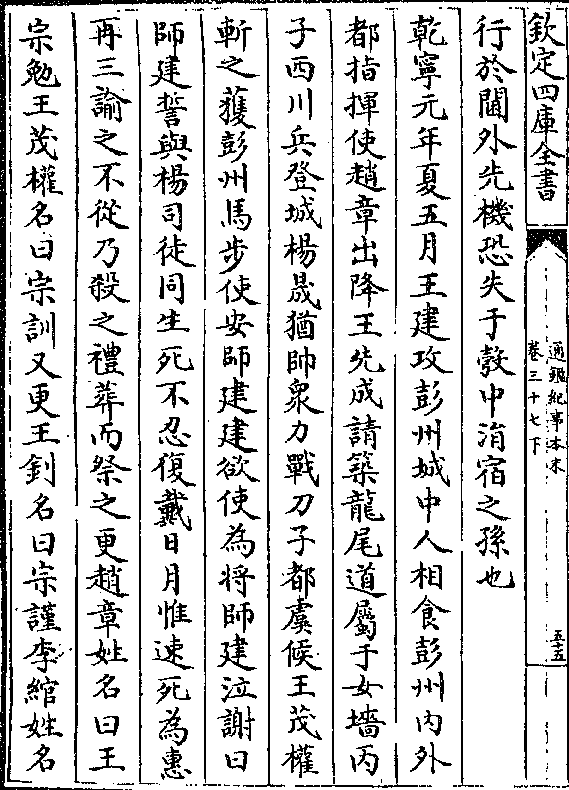 欽定四庫全書
通鑑紀事本末
卷三十七下
五十五
行於閫外先機恐失于彀中涓宿之孫也
乾寧元年夏五月王建攻彭州城中人相食彭州內外
都指揮使趙章出降王先成請築龍尾道屬于女墻丙
子西川兵登城楊晟猶帥衆力戰刀子都虞候王茂權
斬之獲彭州馬步使安師建建欲使為将師建泣謝曰
師建誓與楊司徒同生死不忍復戴日月惟速死為惠
再三諭之不從乃殺之禮葬而祭之更趙章姓名曰王
宗勉王茂權名曰宗訓又更王釗名曰宗謹李綰姓名